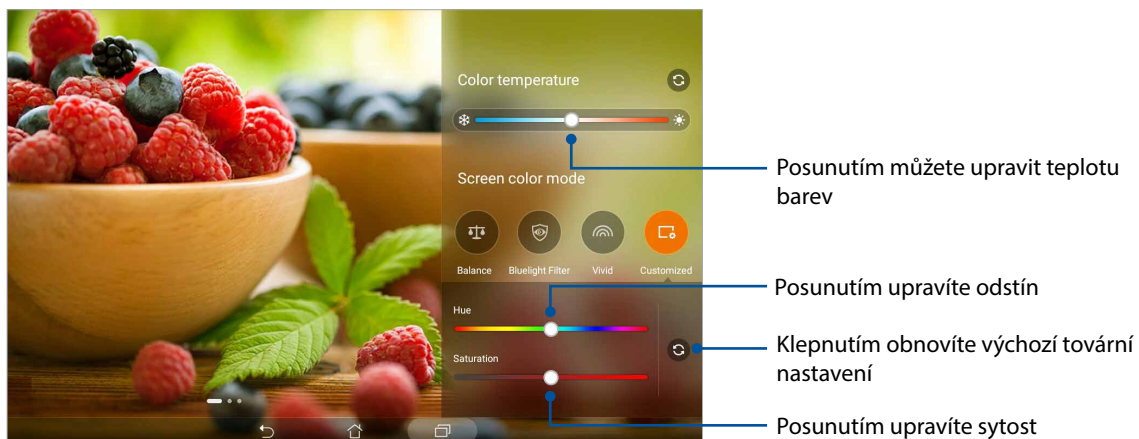 Color temperature
Posunutím můžete upravit teplotu
barev
Screen color mode
Balance
Bluelight Filter
Vivid
Customized
Posunutím upravíte odstín
Hue
Klepnutím obnovíte výchozí tovární
nastavení
Saturation
Posunutím upravíte sytost